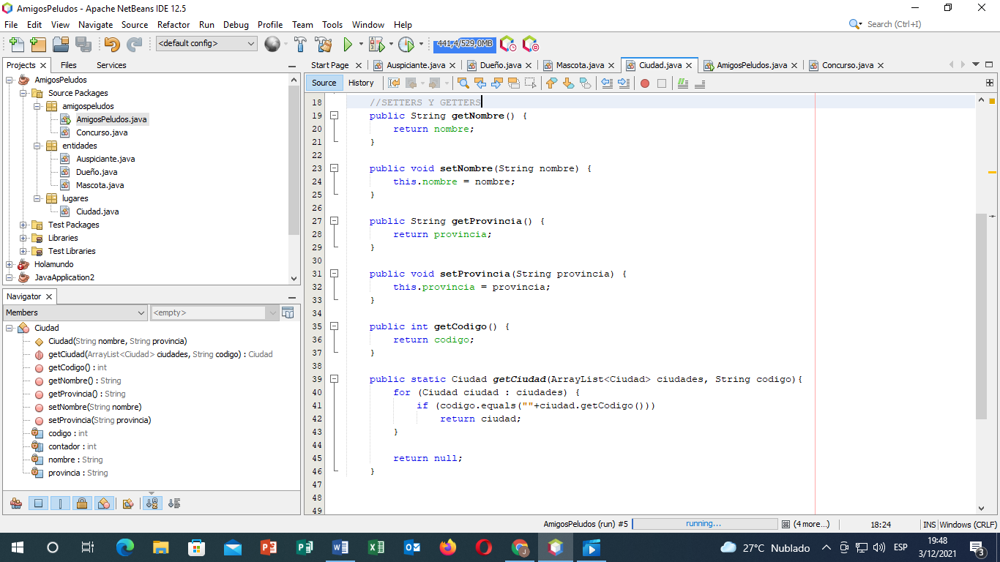 AmigosPeludos - Apache NetBeans IDE 12.5
File Edit View Navigate Source Refactor Run Debug Profile Team Tools Window Help
Search (Ctrl+I)
<default config>
441,4/529,0MB
Projects Files Services
AmigosPeludos
Source Packages
amigospeludos
AmigosPeludos.java
Concurso.java
entidades
Auspiciante.java
Dueño.java
Mascota.java
lugares
Ciudad.java
Test Packages
Libraries
Test Libraries
Holamundo
JavaApplication2
Navigator
Members
<empty>
Ciudad
Ciudad(String nombre, String provincia)
getCiudad(ArrayList<Ciudad> ciudades, String codigo) : Ciudad
getCodigo() : int
getNombre() : String
getProvincia() : String
setNombre(String nombre)
setProvincia(String provincia)
codigo : int
contador : int
nombre : String
provincia : String
Start Page Auspiciante.java Dueño.java Mascota.java Ciudad.java AmigosPeludos.java Concurso.java
Source History
18 //SETTERS Y GETTERS
19 public String getNombre() {
20 return nombre;
21 }
22
23 public void setNombre(String nombre) {
24 this.nombre = nombre;
25 }
26
27 public String getProvincia() {
28 return provincia;
29 }
30
31 public void setProvincia(String provincia) {
32 this.provincia = provincia;
33 }
34
35 public int getCodigo() {
36 return codigo;
37 }
38
39 public static Ciudad getCiudad(ArrayList<Ciudad> ciudades, String codigo){
40 for (Ciudad ciudad : ciudades) {
41 if (codigo.equals(""+ciudad.getCodigo()))
42 return ciudad;
43 }
44
45 return null;
46 }
47
48
49
AmigosPeludos (run) #5 running... (4 more...) 18:24 INS Windows (CRLF)
27°C Nublado ESP 19:48
3/12/2021
3